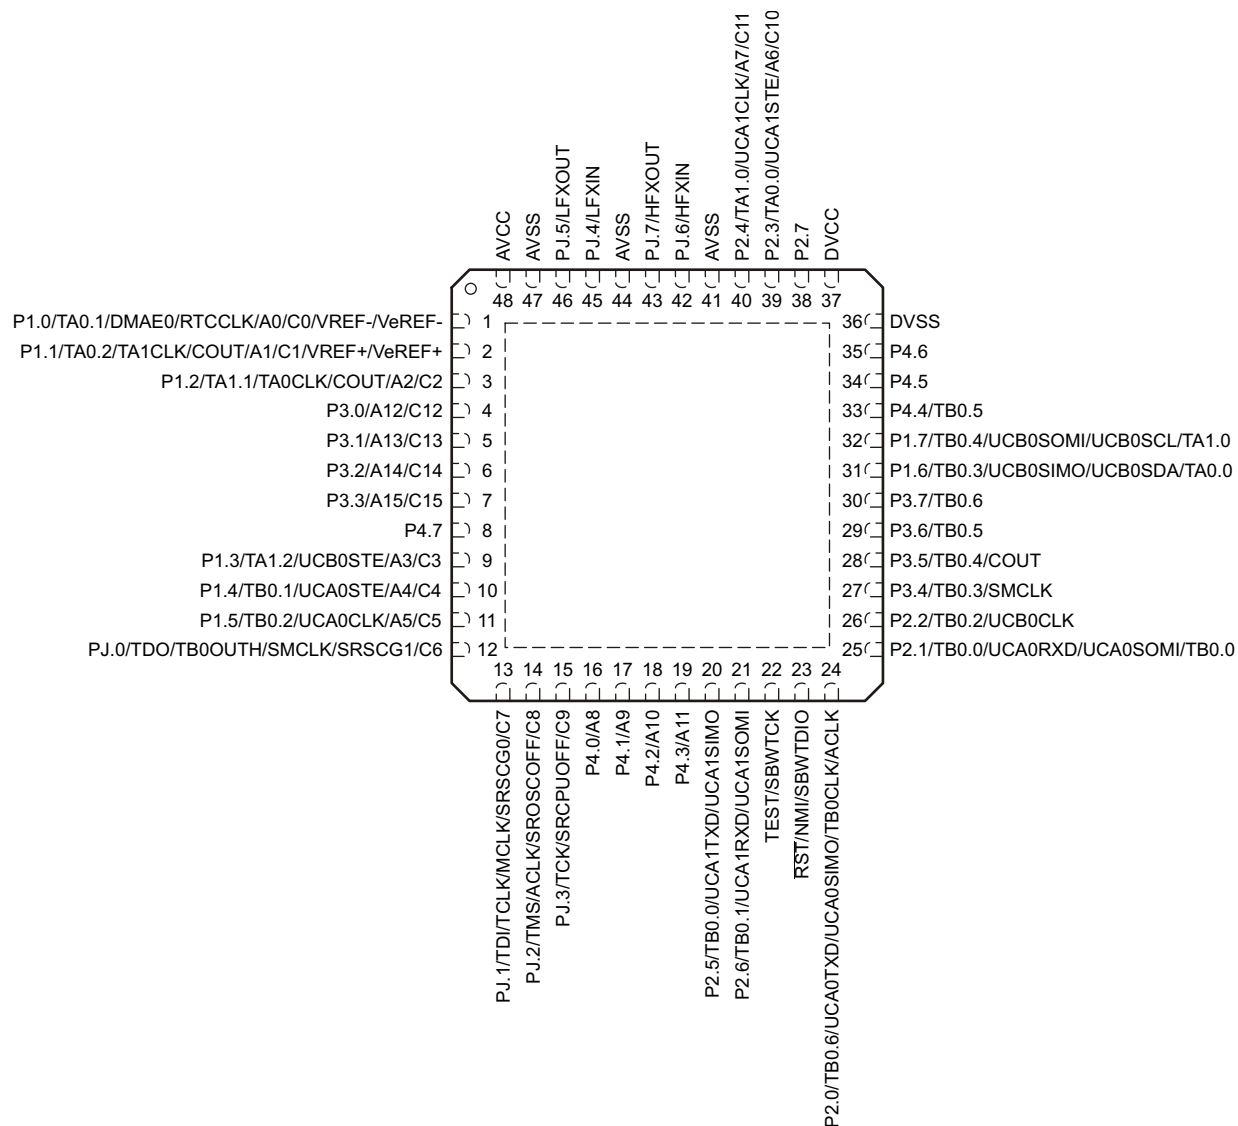 AVCC
AVSS
PJ.5/LFXOUT
PJ.4/LFXIN
AVSS
PJ.7/HFXOUT
PJ.6/HFXIN
AVSS
P2.4/TA1.0/UCA1CLK/A7/C11
P2.3/TA0.0/UCA1STE/A6/C10
P2.7
DVCC
48 47 46 45 44 43 42 41 40 39 38 37
P1.0/TA0.1/DMAE0/RTCCLK/A0/C0/VREF-/VeREF- 1
P1.1/TA0.2/TA1CLK/COUT/A1/C1/VREF+/VeREF+ 2
P1.2/TA1.1/TA0CLK/COUT/A2/C2 3
P3.0/A12/C12 4
P3.1/A13/C13 5
P3.2/A14/C14 6
P3.3/A15/C15 7
P4.7 8
P1.3/TA1.2/UCB0STE/A3/C3 9
P1.4/TB0.1/UCA0STE/A4/C4 10
P1.5/TB0.2/UCA0CLK/A5/C5 11
PJ.0/TDO/TB0OUTH/SMCLK/SRSCG1/C6 12
36 DVSS
35 P4.6
34 P4.5
33 P4.4/TB0.5
32 P1.7/TB0.4/UCB0SOMI/UCB0SCL/TA1.0
31 P1.6/TB0.3/UCB0SIMO/UCB0SDA/TA0.0
30 P3.7/TB0.6
29 P3.6/TB0.5
28 P3.5/TB0.4/COUT
27 P3.4/TB0.3/SMCLK
26 P2.2/TB0.2/UCB0CLK
25 P2.1/TB0.0/UCA0RXD/UCA0SOMI/TB0.0
13 14 15 16 17 18 19 20 21 22 23 24
PJ.1/TDI/TCLK/MCLK/SRSCG0/C7
PJ.2/TMS/ACLK/SROSCOFF/C8
PJ.3/TCK/SRCPUOFF/C9
P4.0/A8
P4.1/A9
P4.2/A10
P4.3/A11
P2.5/TB0.0/UCA1TXD/UCA1SIMO
P2.6/TB0.1/UCA1RXD/UCA1SOMI
TEST/SBWTCK
RST/NMI/SBWTDIO
P2.0/TB0.6/UCA0TXD/UCA0SIMO/TB0CLK/ACLK